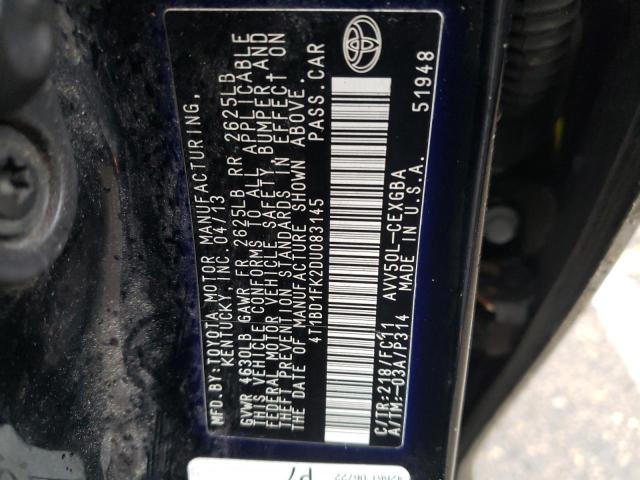 MFD.BY:TOYOTA MOTOR MANUFACTURING,
KENTUCKY, INC. 04/13
GVWR 4630LB GAWR FR 2625LB RR 2625LB
THIS VEHICLE CONFORMS TO ALL APPLICABLE
FEDERAL MOTOR VEHICLE SAFETY, BUMPER AND
THEFT PREVENTION STANDARDS IN EFFECT ON
THE DATE OF MANUFACTURE SHOWN ABOVE.
4T1BD1FK2DU083145 PASS.CAR
C/TR:218/FC11 AVV50L-CEXGBA
A/TM:-03A/P314 MADE IN U.S.A.
51948